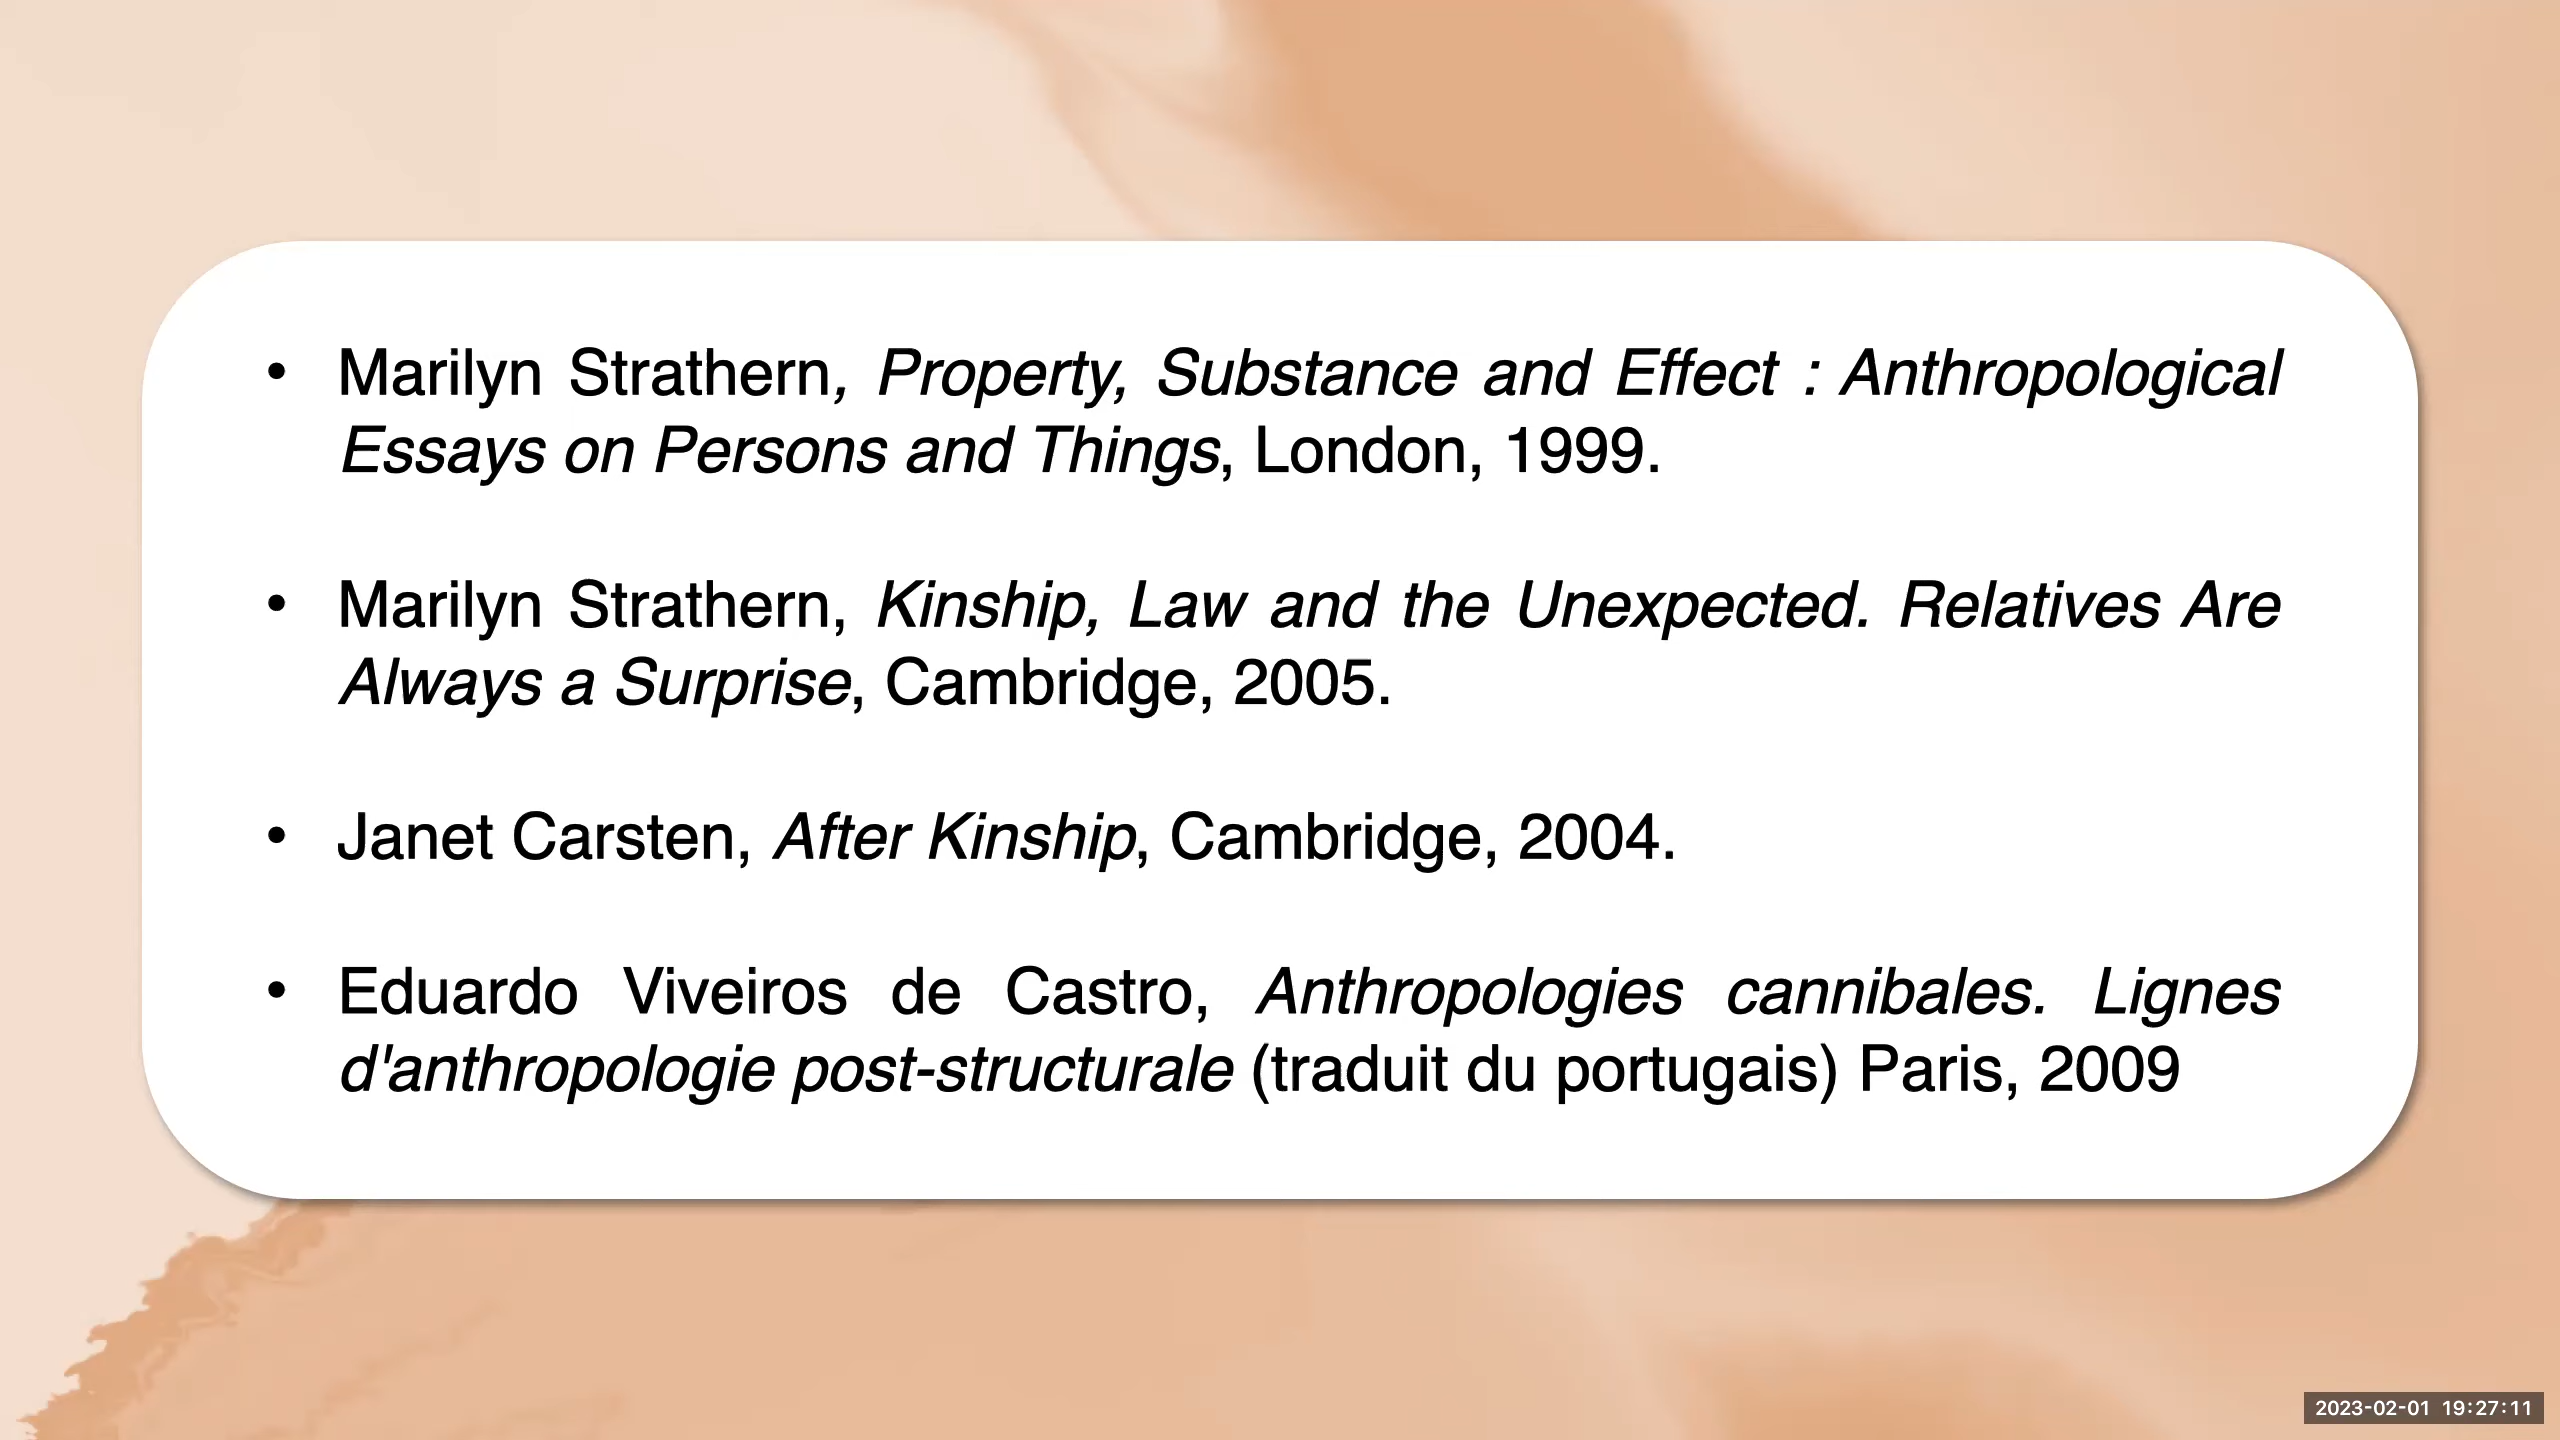 • Marilyn Strathern, Property, Substance and Effect : Anthropological
Essays on Persons and Things, London, 1999.
• Marilyn Strathern, Kinship, Law and the Unexpected. Relatives Are
Always a Surprise, Cambridge, 2005.
• Janet Carsten, After Kinship, Cambridge, 2004.
• Eduardo Viveiros de Castro, Anthropologies cannibales. Lignes
d'anthropologie post-structurale (traduit du portugais) Paris, 2009
2023-02-01 19:27:11